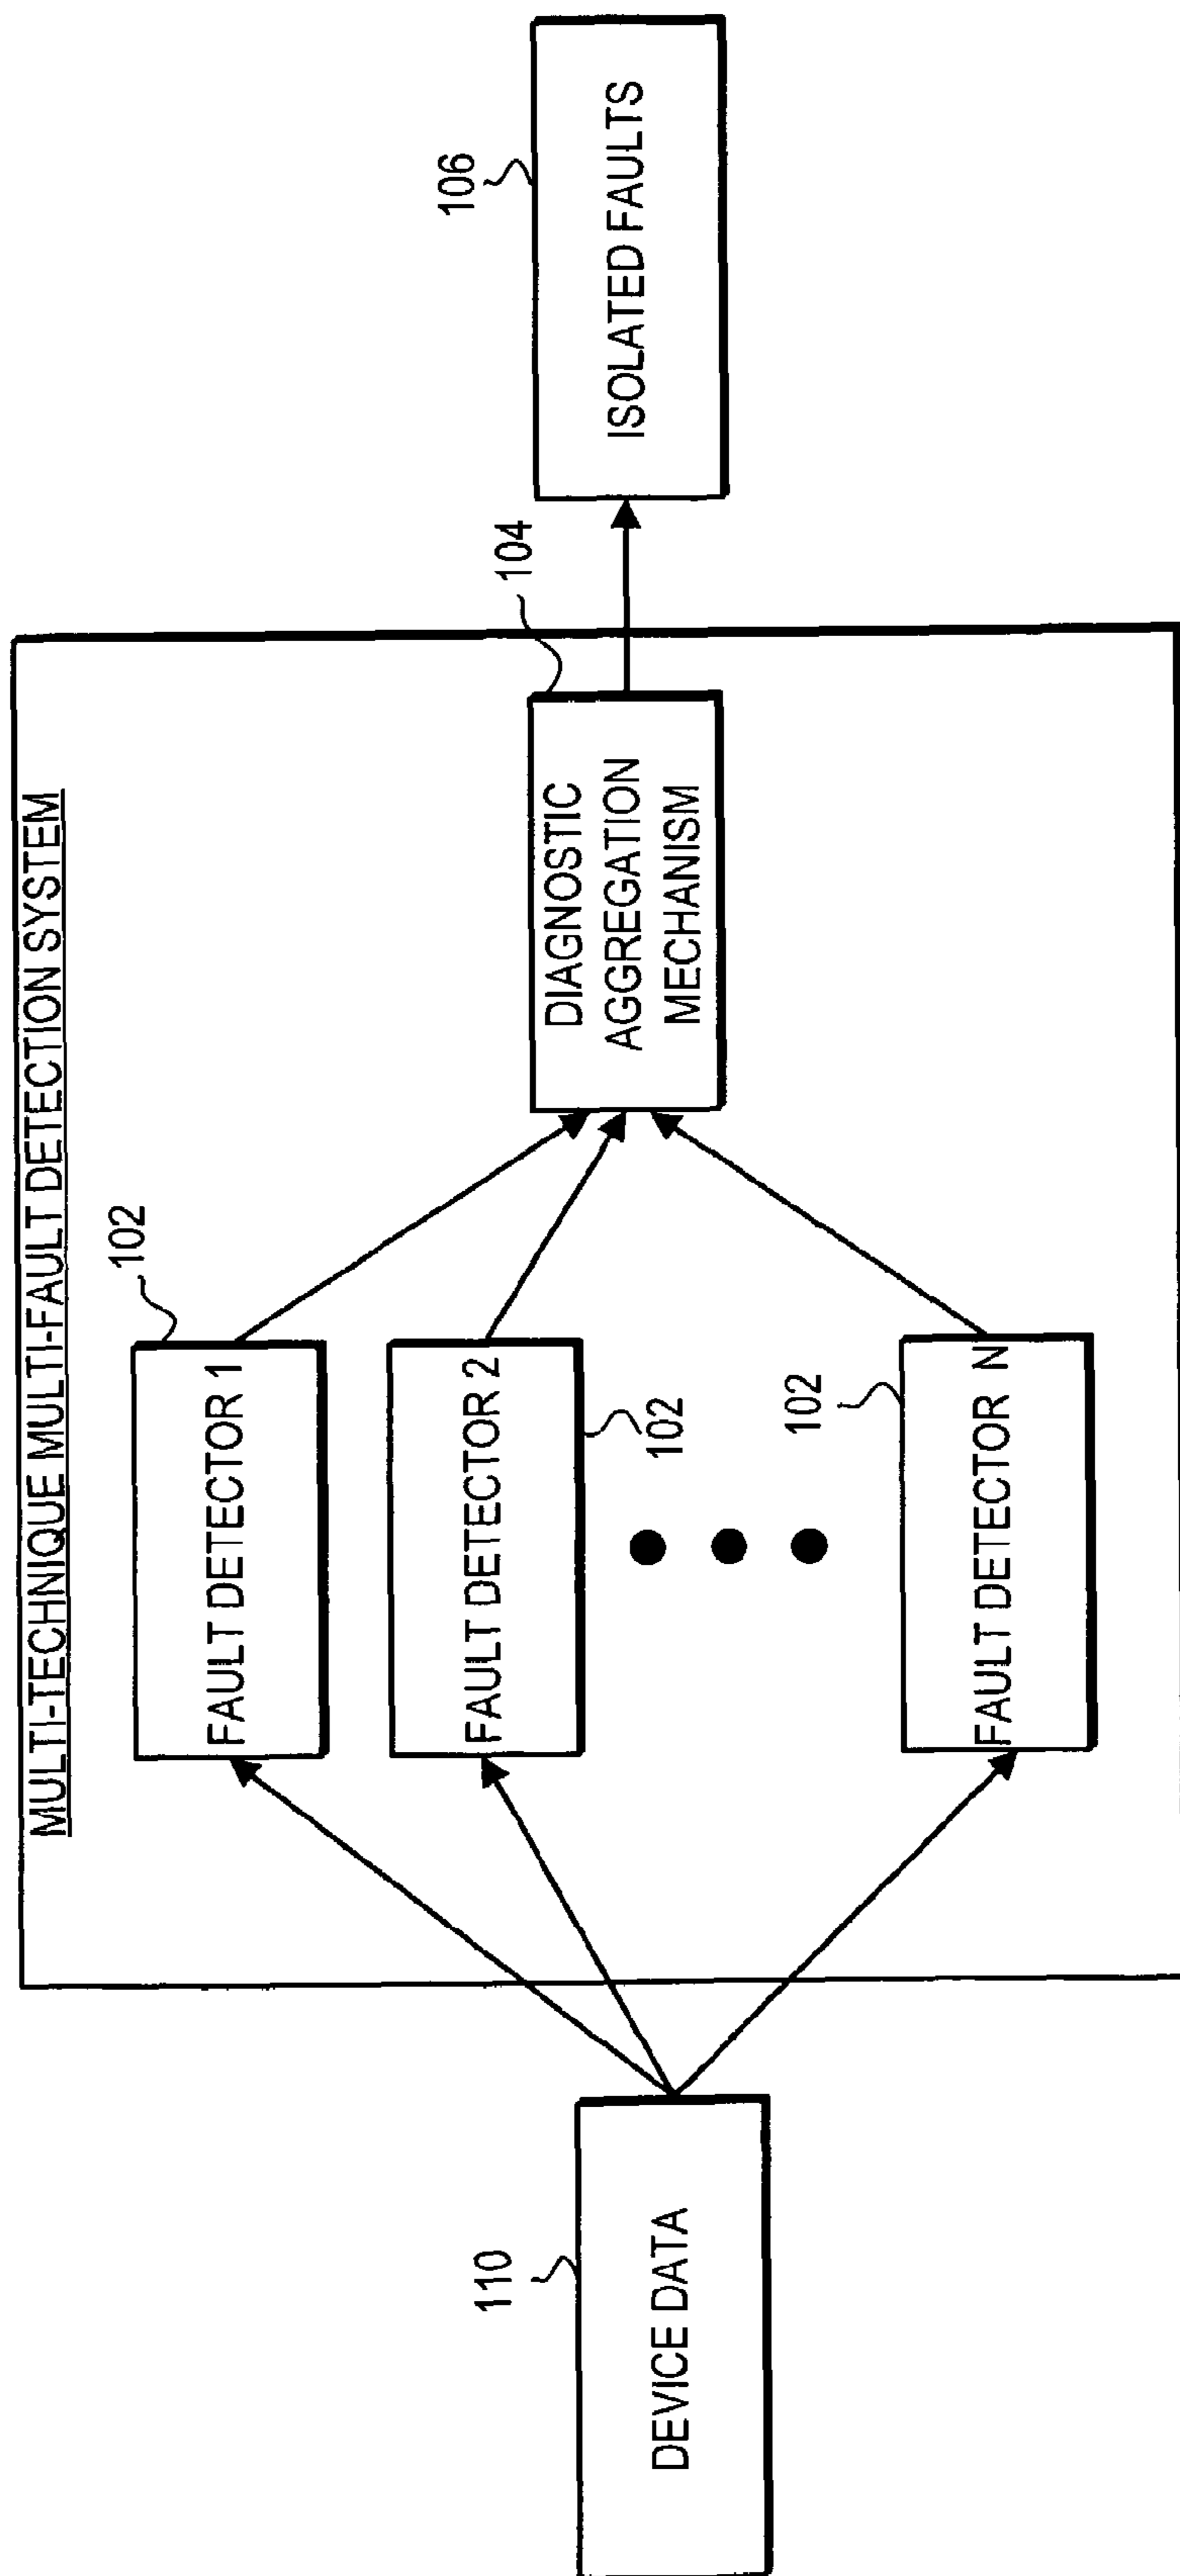 MULTI-TECHNIQUE MULTI-FAULT DETECTION SYSTEM
110
DEVICE DATA
102
FAULT DETECTOR 1
FAULT DETECTOR 2
102
102
FAULT DETECTOR N
104
DIAGNOSTIC
AGGREGATION
MECHANISM
106
ISOLATED FAULTS